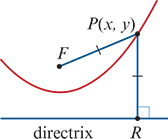 P(x, y)
F
directrix
R